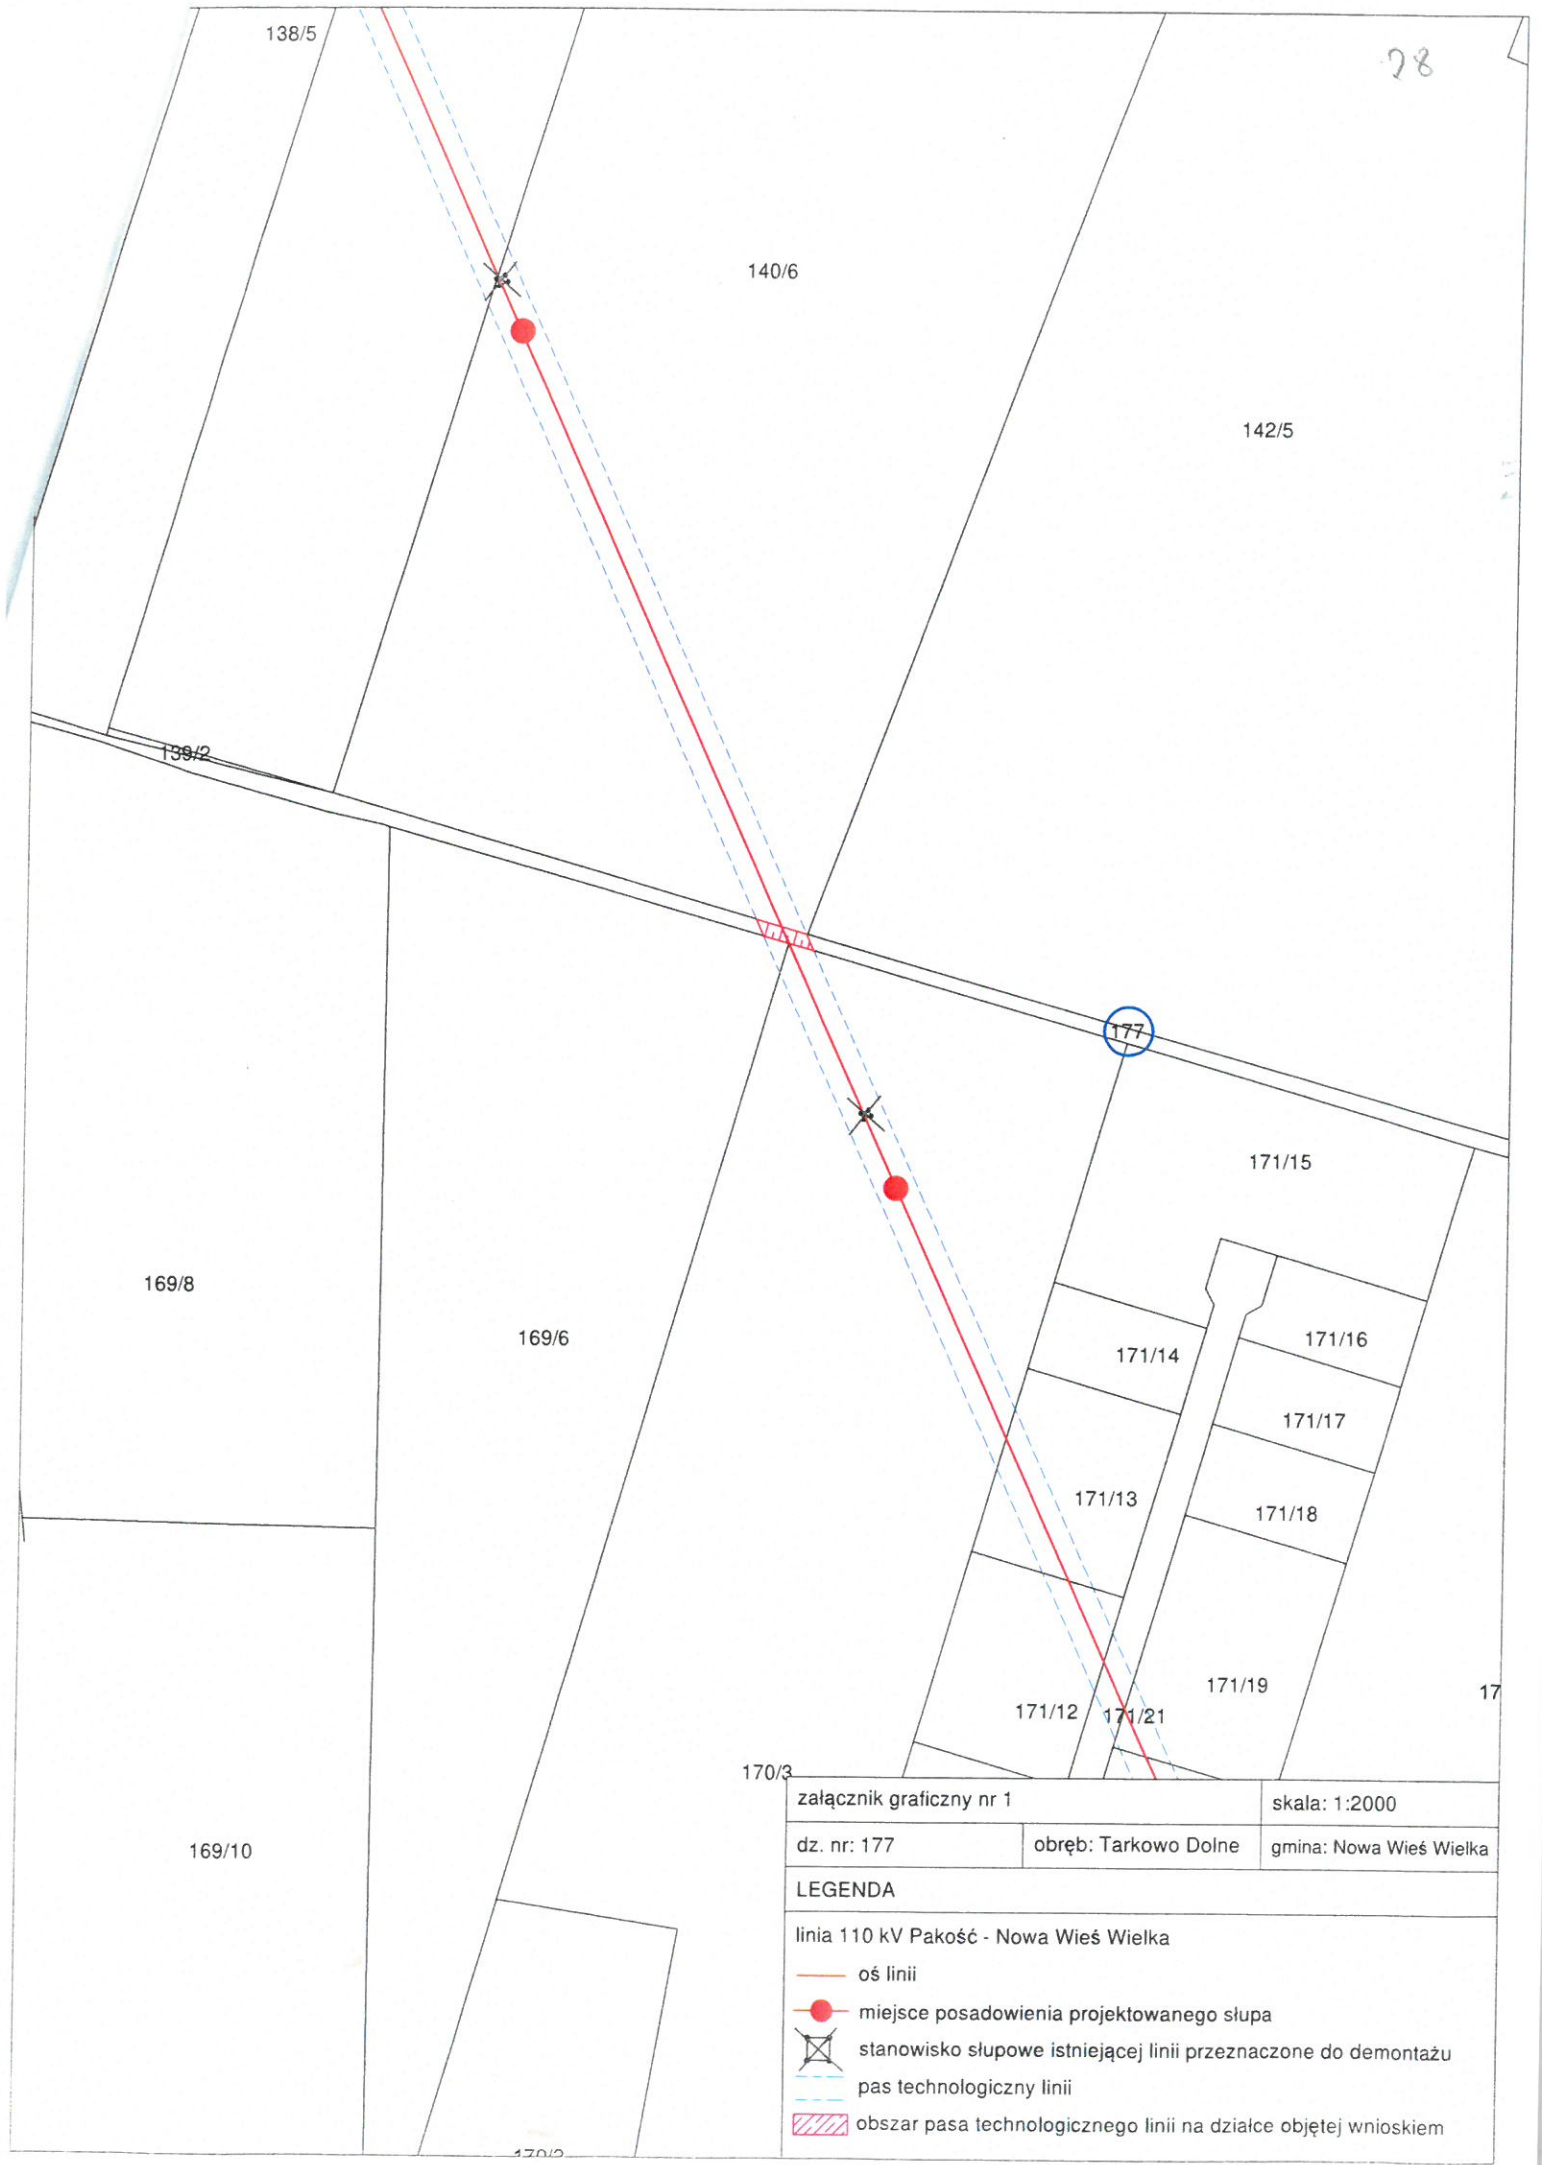 138/5
28
140/6
142/5
139/2
177
171/15
169/8
169/6
171/14
171/16
171/17
171/13
171/18
171/19
171/12
171/21
17
170/3
załącznik graficzny nr 1
skala: 1:2000
dz. nr: 177
obręb: Tarkowo Dolne
gmina: Nowa Wieś Wielka
169/10
LEGENDA
linia 110 kV Pakość - Nowa Wieś Wielka
oś linii
miejsce posadowienia projektowanego słupa
stanowisko słupowe istniejącej linii przeznaczone do demontażu
pas technologiczny linii
obszar pasa technologicznego linii na działce objętej wnioskiem